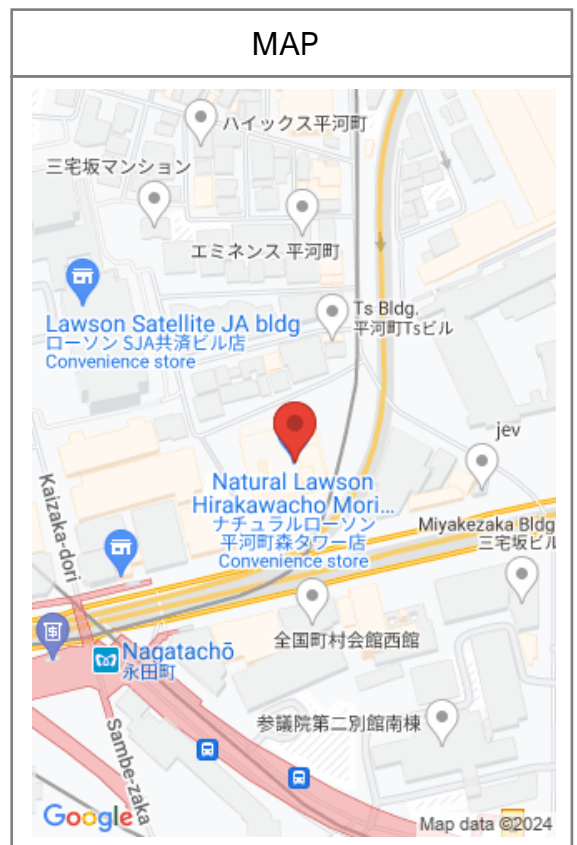 MAP
ハイックス平河町
三宅坂マンション
エミネンス 平河町
Ts Bldg.
平河町Tsビル
Lawson Satellite JA bldg
ローソン SJA共済ビル店
Convenience store
jev
Natural Lawson
Hirakawacho Mori...
ナチュラルローソン
平河町森タワー店
Convenience store
Kaizaka-dori
Miyakezaka Bldg
三宅坂ビル
全国町村会館西館
Nagatachō
永田町
参議院第二別館南棟
Sambe-zaka
Google
Map data ©2024